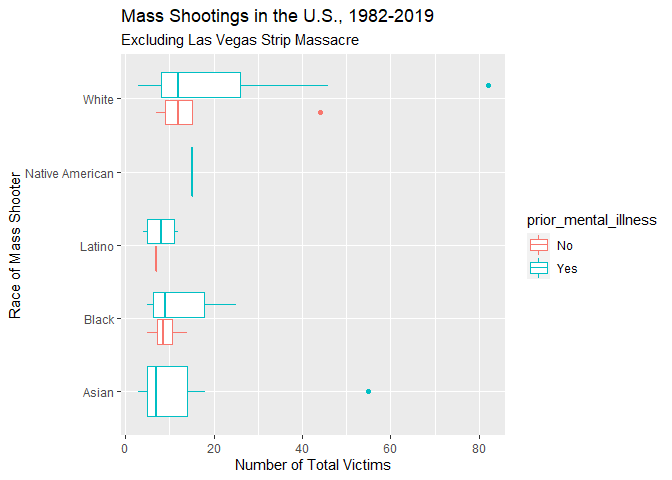 Mass Shootings in the U.S., 1982-2019
Excluding Las Vegas Strip Massacre
Race of Mass Shooter
White
Native American
Latino
Black
Asian
0 20 40 60 80
Number of Total Victims
prior_mental_illness
No
Yes